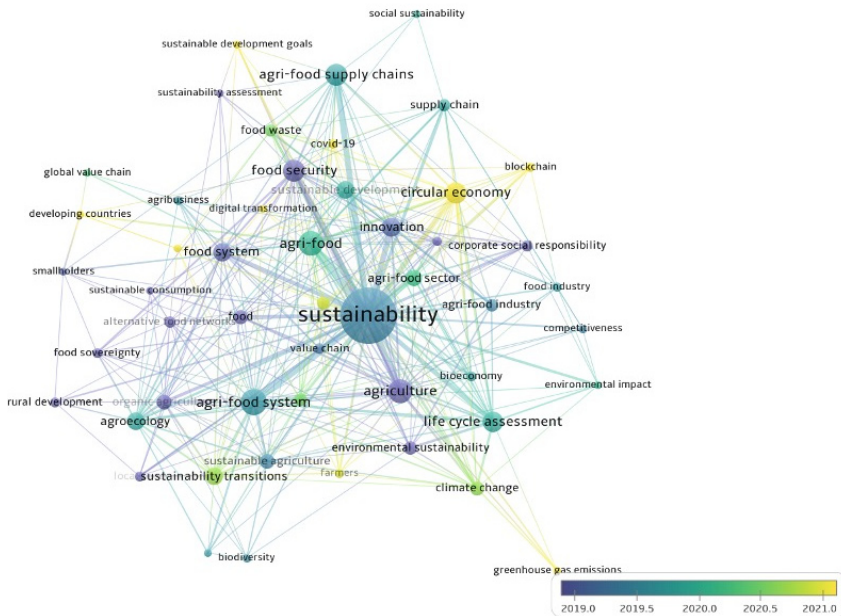 social sustainability
sustainable development goals
agri-food supply chains
sustainability assessment
supply chain
food waste
covid-19
food security
blockchain
global value chain
sustainable development
circular economy
agribusiness
developing countries
digital transformation
innovation
agri-food
corporate social responsibility
food system
smallholders
agri-food sector
food industry
sustainable consumption
agri-food industry
sustainability
alternative food networks
food
competitiveness
food sovereignty
value chain
bioeconomy
environmental impact
agriculture
rural development
organic agriculture
agri-food system
agroecology
life cycle assessment
environmental sustainability
sustainable agriculture
sustainability transitions
farmers
climate change
biodiversity
greenhouse gas emissions
2019.0 2019.5 2020.0 2020.5 2021.0